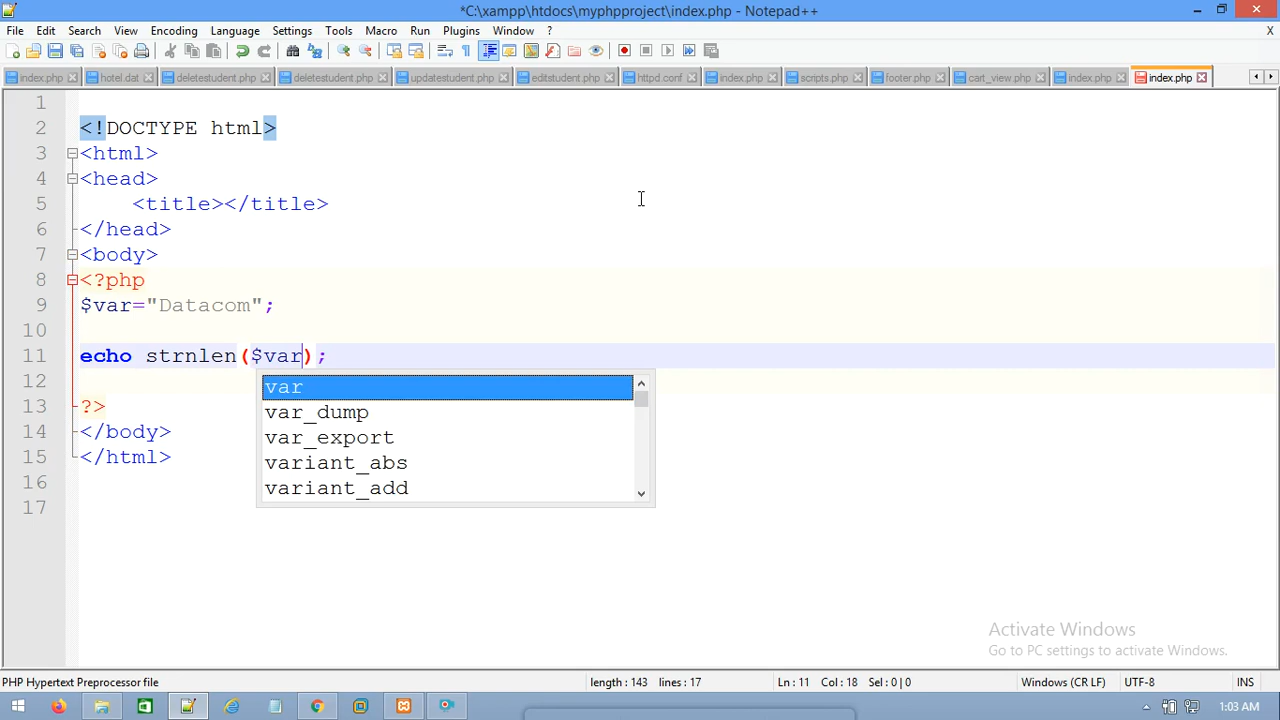 *C:\xampp\htdocs\myphpproject\index.php - Notepad++
File Edit Search View Encoding Language Settings Tools Macro Run Plugins Window ? X
index.php hotel.dat deletestudent.php deletestudent.php updatestudent.php editstudent.php httpd.conf index.php scripts.php footer.php cart_view.php index.php index.php
1
2 <!DOCTYPE html>
3 <html>
4 <head>
5 <title></title>
6 </head>
7 <body>
8 <?php
9 $var="Datacom";
10
11 echo strnlen($var);
12
13 ?>
14 </body>
15 </html>
16
17
var
var_dump
var_export
variant_abs
variant_add
Activate Windows
Go to PC settings to activate Windows.
PHP Hypertext Preprocessor file length : 143 lines : 17 Ln : 11 Col : 18 Sel : 0 | 0 Windows (CR LF) UTF-8 INS
1:03 AM